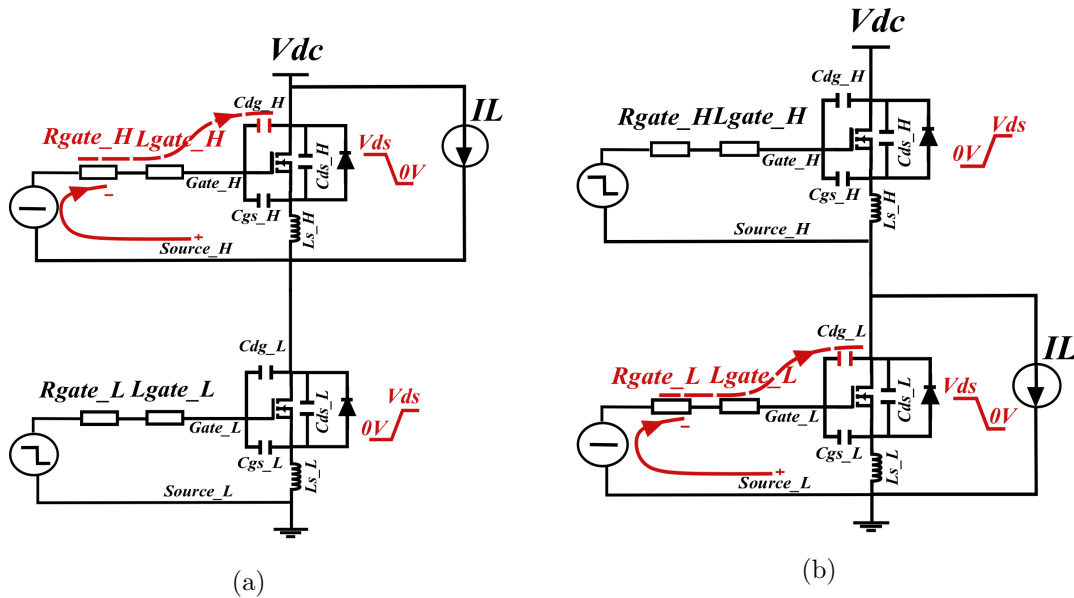 Vdc
Cdg_H
Rgate_H Lgate_H
IL
Vds
0V
Gate_H
Cds_H
Cgs_H
Ls_H
-
+
Source_H
Cdg_L
Rgate_L Lgate_L
Vds
0V
Gate_L
Cds_L
Cgs_L
Ls_L
Source_L
(a)
Vdc
Cdg_H
Rgate_H Lgate_H
Vds
0V
Gate_H
Cds_H
Cgs_H
Ls_H
Source_H
Cdg_L
Rgate_L Lgate_L
IL
Vds
0V
Gate_L
Cds_L
Cgs_L
Ls_L
-
+
Source_L
(b)